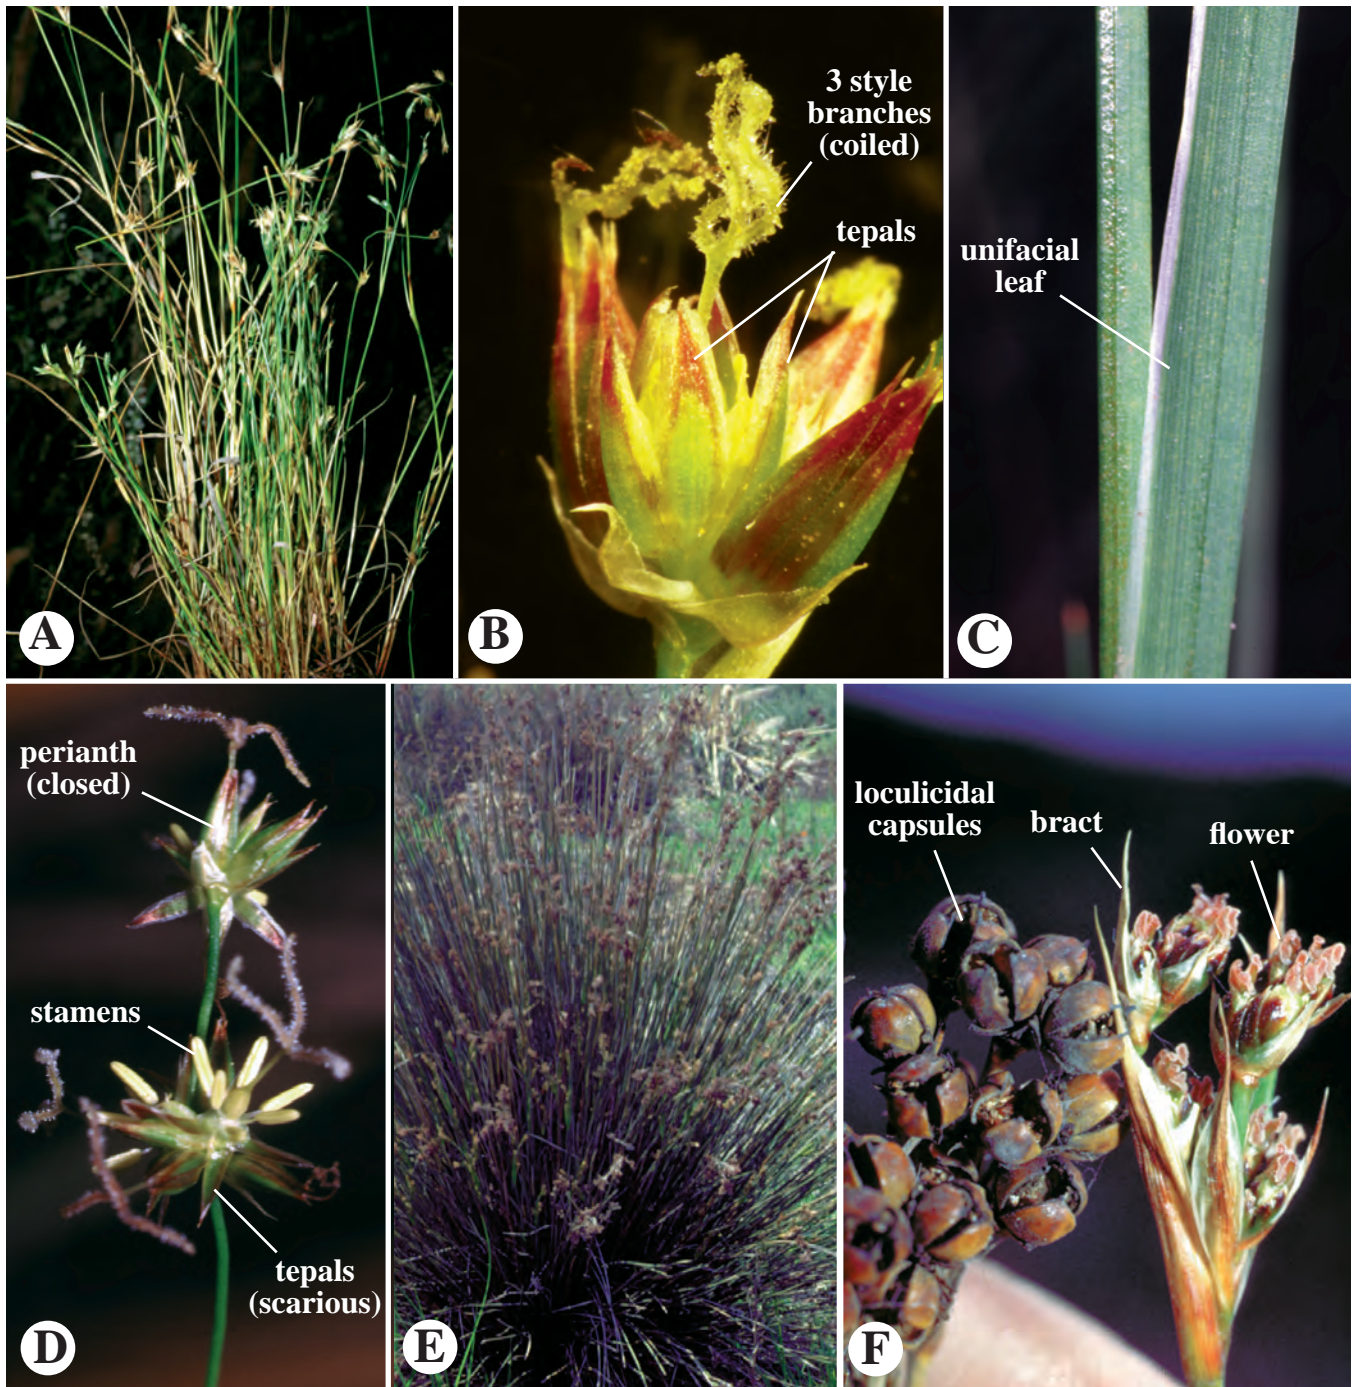 A
3 style
branches
(coiled)
tepals
B
unifacial
leaf
C
perianth
(closed)
stamens
tepals
(scarious)
D
E
loculicidal
capsules
bract
flower
F